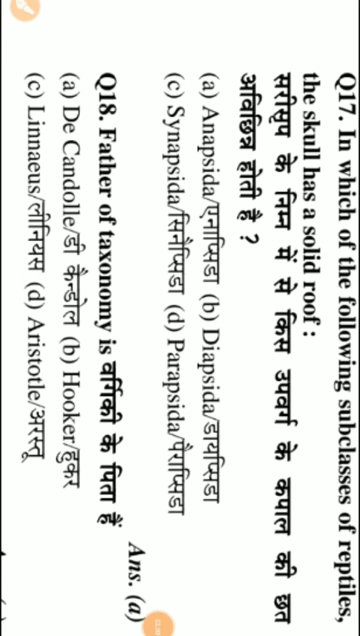 Q17. In which of the following subclasses of reptiles,
the skull has a solid roof :
सरीसृप के निम्न में से किस उपवर्ग के कपाल की छत
अविछिन्न होती है ?
(a) Anapsida/एनाप्सिडा (b) Diapsida/डायाप्सिडा
(c) Synapsida/सिनैप्सिडा (d) Parapsida/पैराप्सिडा
Ans. (a)
Q18. Father of taxonomy is वर्गिकी के पिता हैं
(a) De Candolle/डी कैन्डोल (b) Hooker/हुकर
(c) Linnaeus/लीनियस (d) Aristotle/अरस्तू